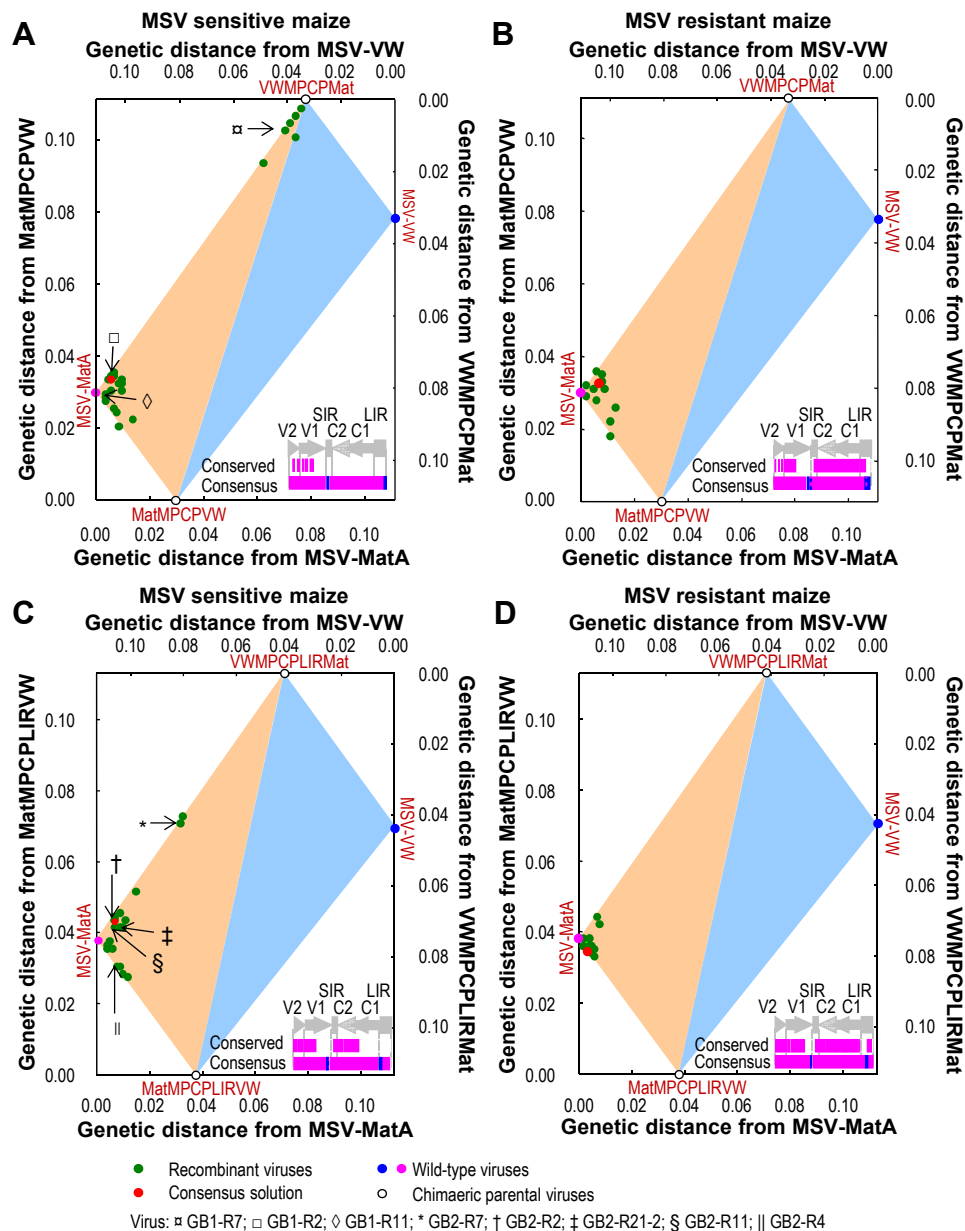 A
MSV sensitive maize
Genetic distance from MSV-VW
0.10 0.08 0.06 0.04 0.02 0.00
VWMPCPMat
Genetic distance from MatMPCPVW
0.10
0.08
0.06
0.04
0.02
0.00
¤
□
◊
MSV-MatA
MSV-VW
0.00
0.02
0.04
0.06
0.08
0.10
Genetic distance from VWMPCPMat
SIR LIR
V2 V1 C2 C1
Conserved
Consensus
MatMPCPVW
0.00 0.02 0.04 0.06 0.08 0.10
Genetic distance from MSV-MatA
B
MSV resistant maize
Genetic distance from MSV-VW
0.10 0.08 0.06 0.04 0.02 0.00
VWMPCPMat
Genetic distance from MatMPCPVW
0.10
0.08
0.06
0.04
0.02
0.00
MSV-MatA
MSV-VW
0.00
0.02
0.04
0.06
0.08
0.10
Genetic distance from VWMPCPMat
SIR LIR
V2 V1 C2 C1
Conserved
Consensus
MatMPCPVW
0.00 0.02 0.04 0.06 0.08 0.10
Genetic distance from MSV-MatA
C
MSV sensitive maize
Genetic distance from MSV-VW
0.10 0.08 0.06 0.04 0.02 0.00
VWMPCPLIRMat
Genetic distance from MatMPCPLIRVW
0.10
0.08
0.06
0.04
0.02
0.00
*
†
‡
§
||
MSV-MatA
MSV-VW
0.00
0.02
0.04
0.06
0.08
0.10
Genetic distance from VWMPCPLIRMat
SIR LIR
V2 V1 C2 C1
Conserved
Consensus
MatMPCPLIRVW
0.00 0.02 0.04 0.06 0.08 0.10
Genetic distance from MSV-MatA
D
MSV resistant maize
Genetic distance from MSV-VW
0.10 0.08 0.06 0.04 0.02 0.00
VWMPCPLIRMat
Genetic distance from MatMPCPLIRVW
0.10
0.08
0.06
0.04
0.02
0.00
MSV-MatA
MSV-VW
0.00
0.02
0.04
0.06
0.08
0.10
Genetic distance from VWMPCPLIRMat
SIR LIR
V2 V1 C2 C1
Conserved
Consensus
MatMPCPLIRVW
0.00 0.02 0.04 0.06 0.08 0.10
Genetic distance from MSV-MatA
Recombinant viruses
Wild-type viruses
Consensus solution
Chimaeric parental viruses
Virus: ¤ GB1-R7; □ GB1-R2; ◊ GB1-R11; * GB2-R7; † GB2-R2; ‡ GB2-R21-2; § GB2-R11; || GB2-R4